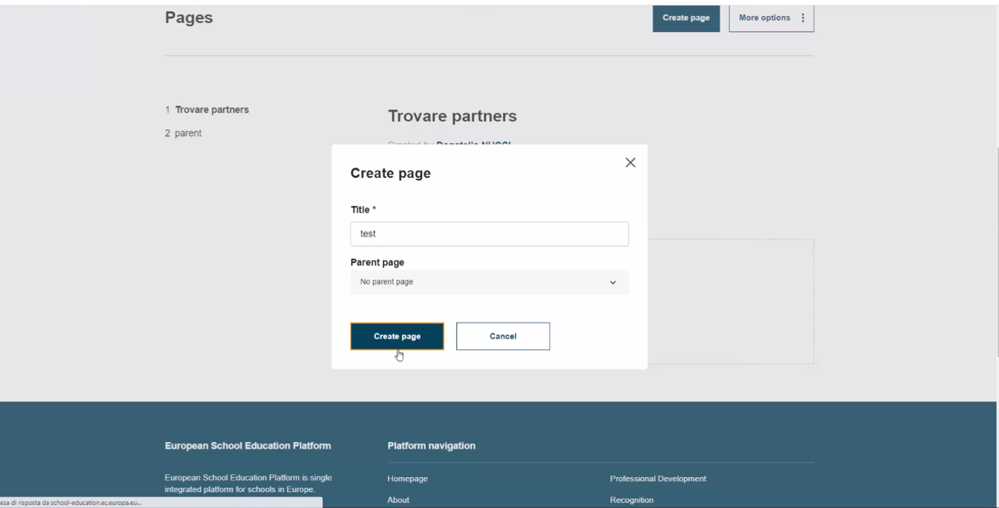 Pages
Create page
More options
1 Trovare partners
2 parent
Trovare partners
Created by Donatella NUCCI
Create page
Title *
test
Parent page
No parent page
Create page
Cancel
European School Education Platform
European School Education Platform is single
integrated platform for schools in Europe.
Platform navigation
Homepage
About
Professional Development
Recognition
esa di risposta da school-education.ec.europa.eu...